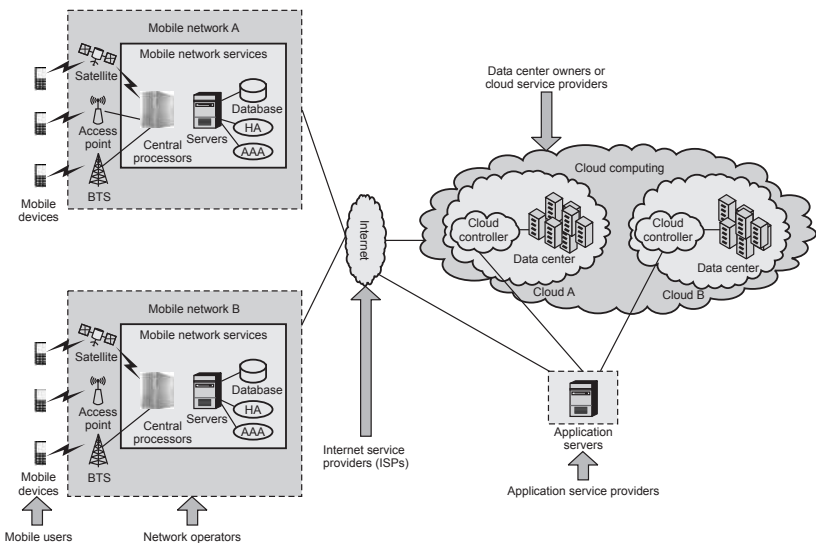 Mobile network A
Mobile network services
Satellite
Access
point
BTS
Mobile
devices
Central
processors
Servers
Database
HA
AAA
Mobile network B
Mobile network services
Satellite
Access
point
BTS
Mobile
devices
Central
processors
Servers
Database
HA
AAA
Mobile users
Network operators
Internet
Internet service
providers (ISPs)
Data center owners or
cloud service providers
Cloud computing
Cloud
controller
Data center
Cloud A
Cloud
controller
Data center
Cloud B
Application
servers
Application service providers